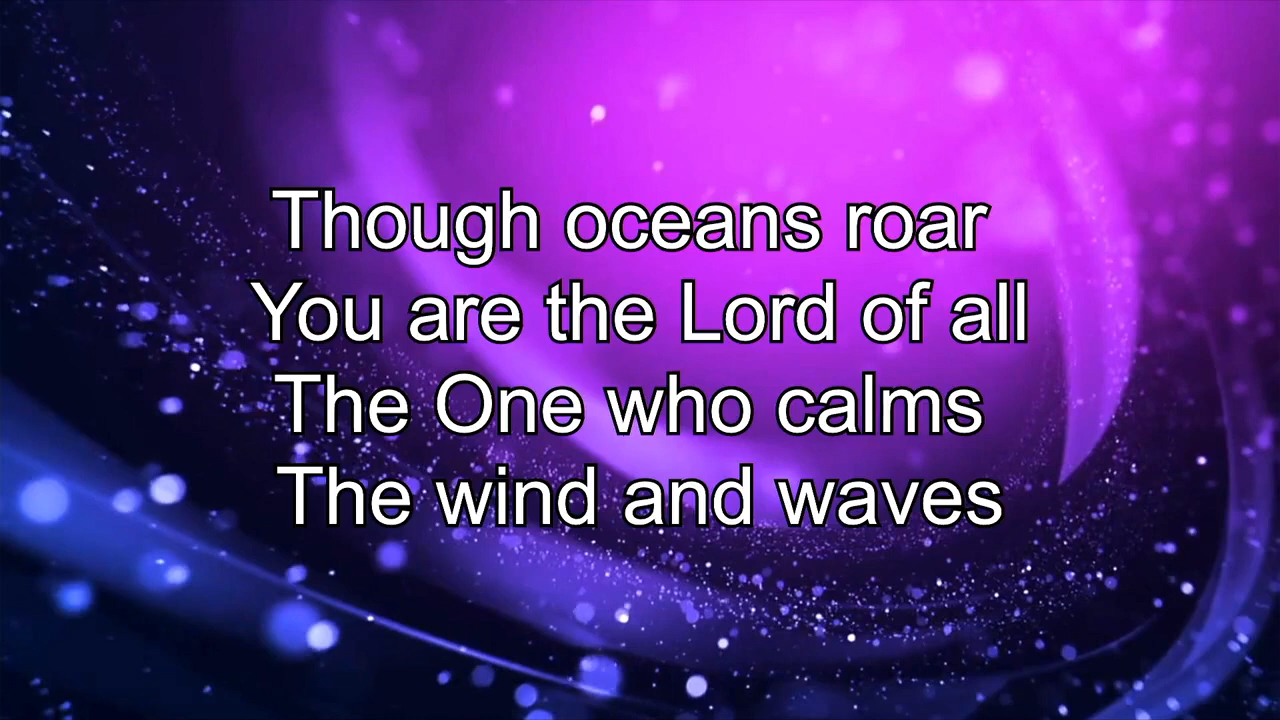 Though oceans roar
You are the Lord of all
The One who calms
The wind and waves